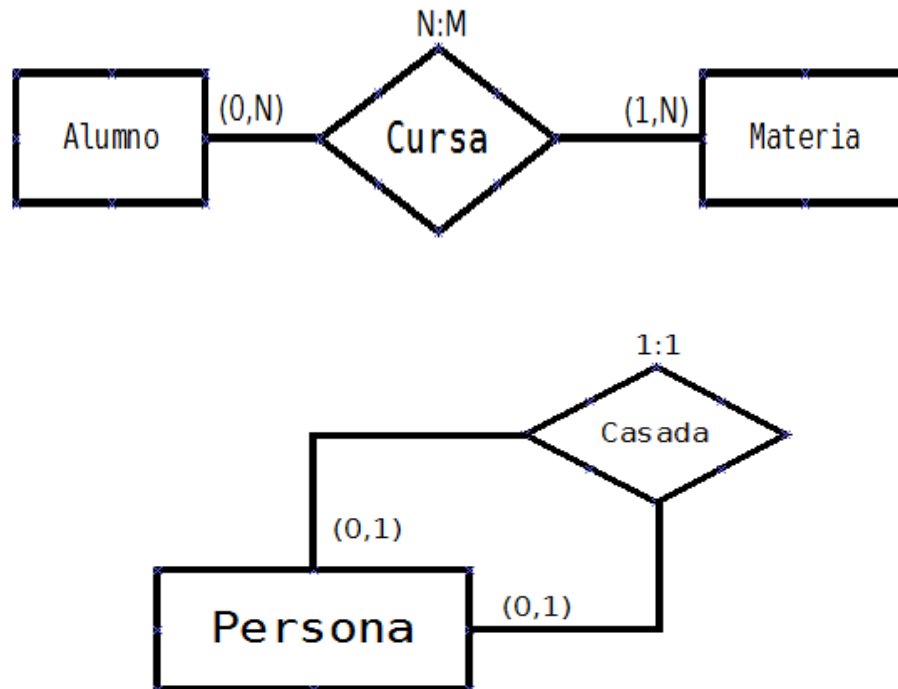 N:M
(0,N)
(1,N)
Alumno
Cursa
Materia
1:1
Casada
(0,1)
(0,1)
Persona